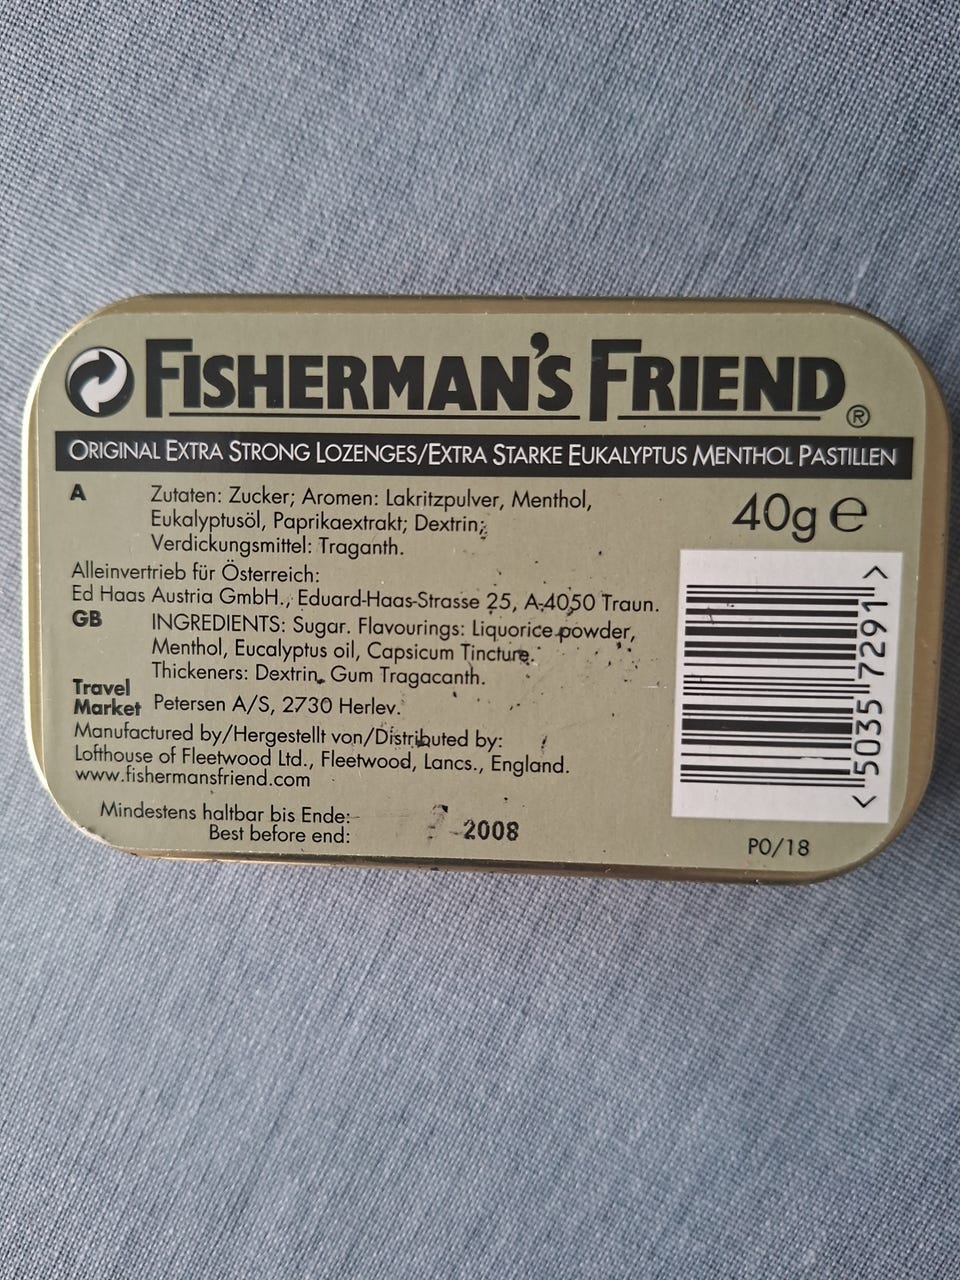 FISHERMAN'S FRIEND®
ORIGINAL EXTRA STRONG LOZENGES/EXTRA STARKE EUKALYPTUS MENTHOL PASTILLEN
A Zutaten: Zucker; Aromen: Lakritzpulver, Menthol,
Eukalyptusöl, Paprikaextrakt; Dextrin;
Verdickungsmittel: Traganth.
Alleinvertrieb für Österreich:
Ed Haas Austria GmbH., Eduard-Haas-Strasse 25, A-4050 Traun.
GB INGREDIENTS: Sugar. Flavourings: Liquorice powder,
Menthol, Eucalyptus oil, Capsicum Tincture.
Thickeners: Dextrin, Gum Tragacanth.
Travel
Market Petersen A/S, 2730 Herlev.
Manufactured by/Hergestellt von/Distributed by:
Lofthouse of Fleetwood Ltd., Fleetwood, Lancs., England.
www.fishermansfriend.com
Mindestens haltbar bis Ende:
Best before end: 2008
40g e
<5035 7291>
PO/18